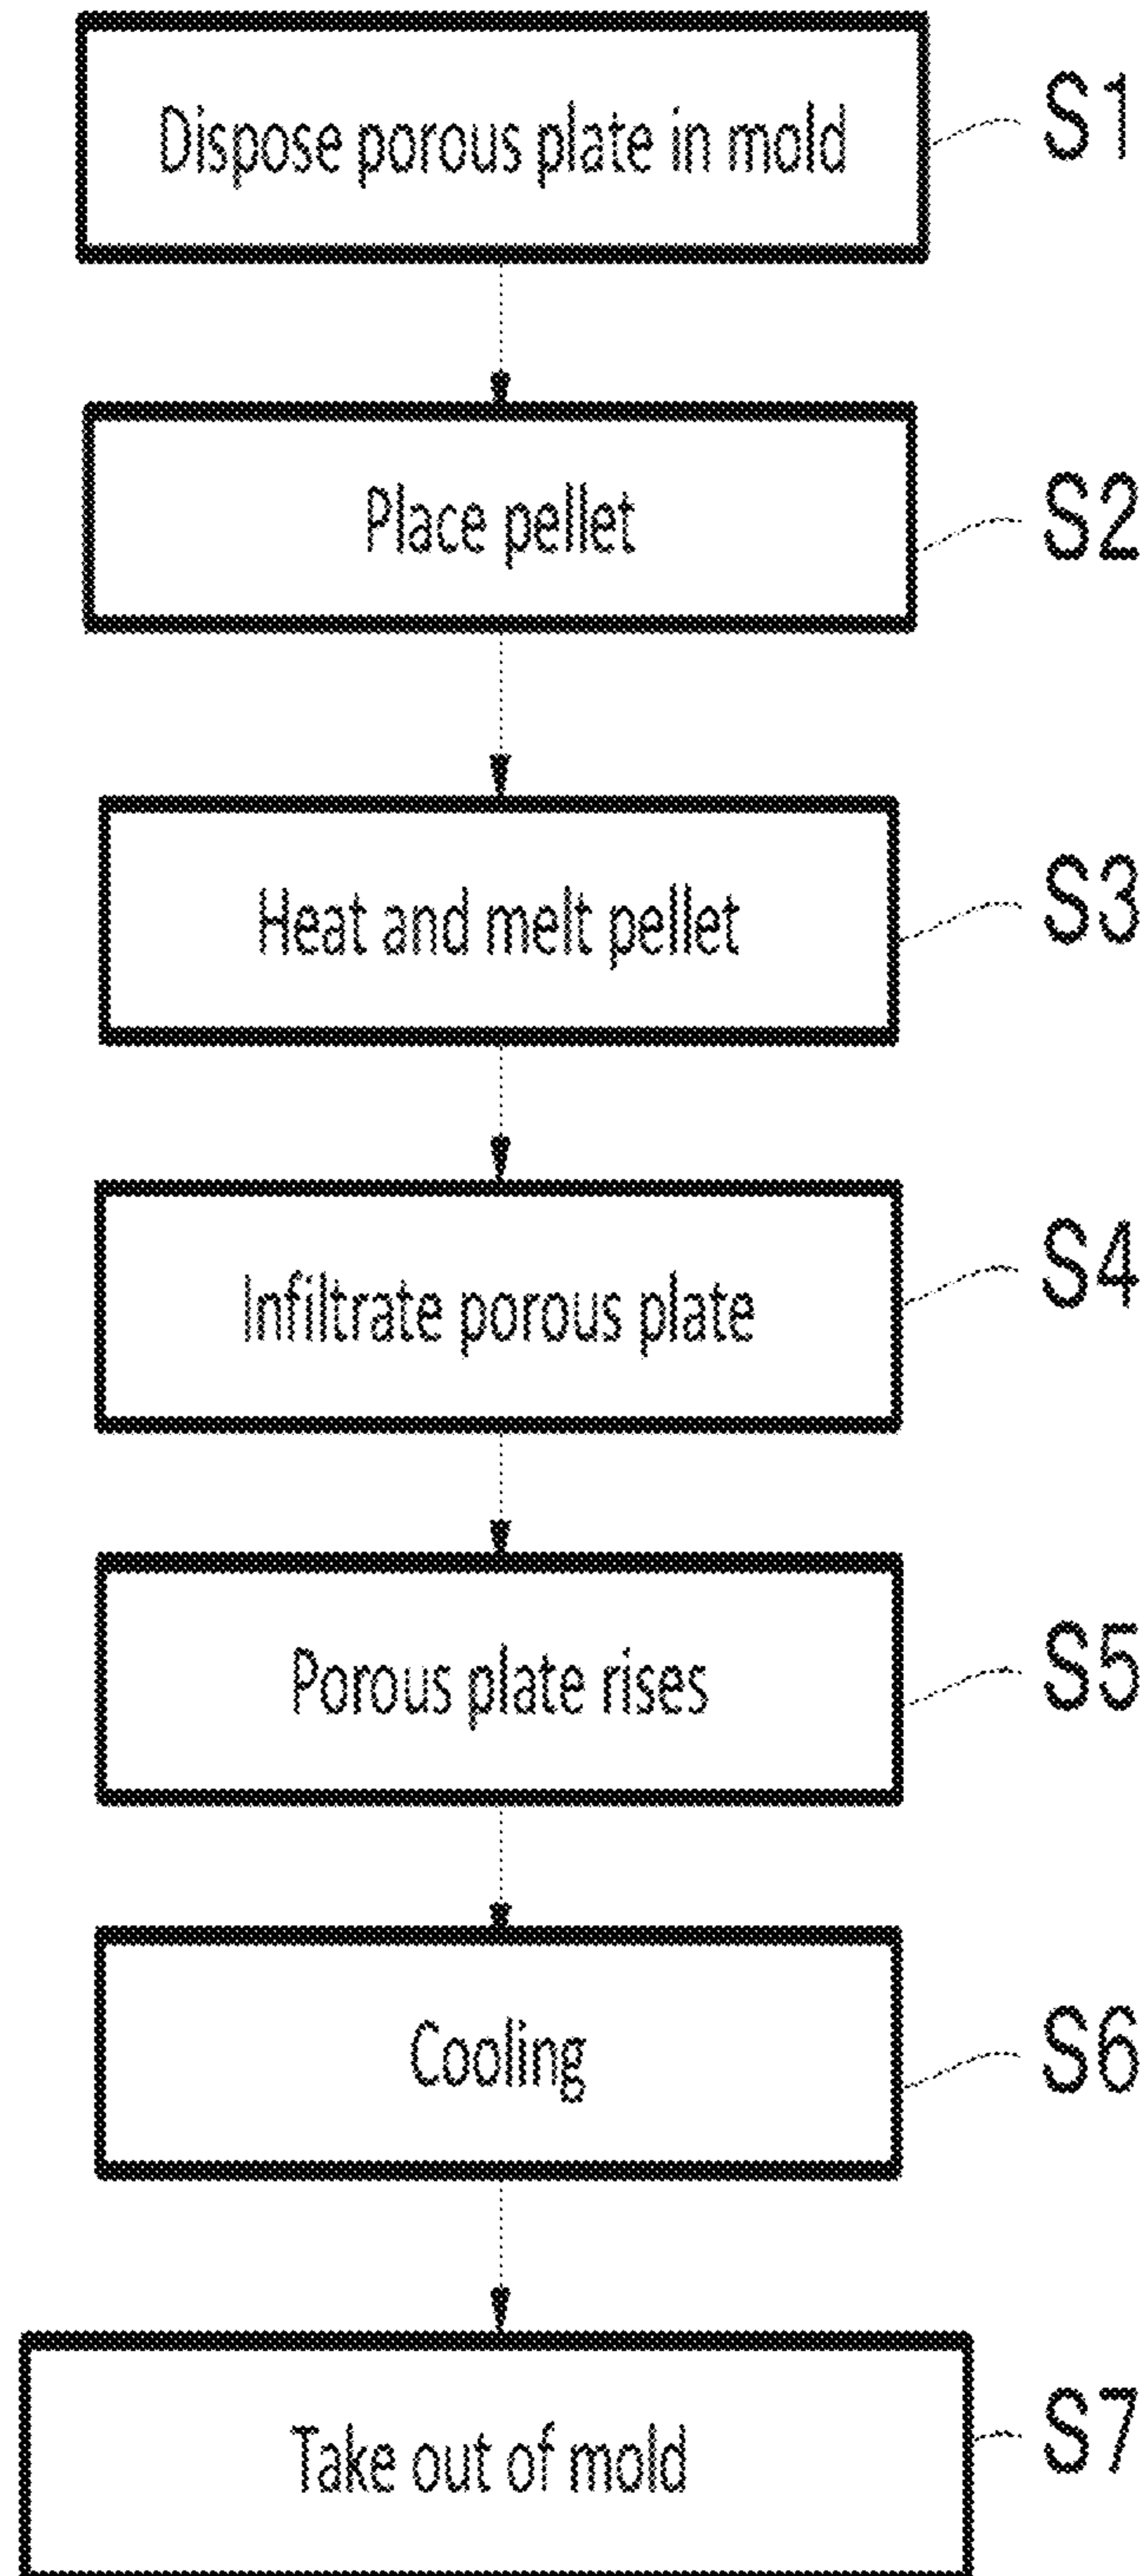 Dispose porous plate in mold S1
Place pellet S2
Heat and melt pellet S3
Infiltrate porous plate S4
Porous plate rises S5
Cooling S6
Take out of mold S7